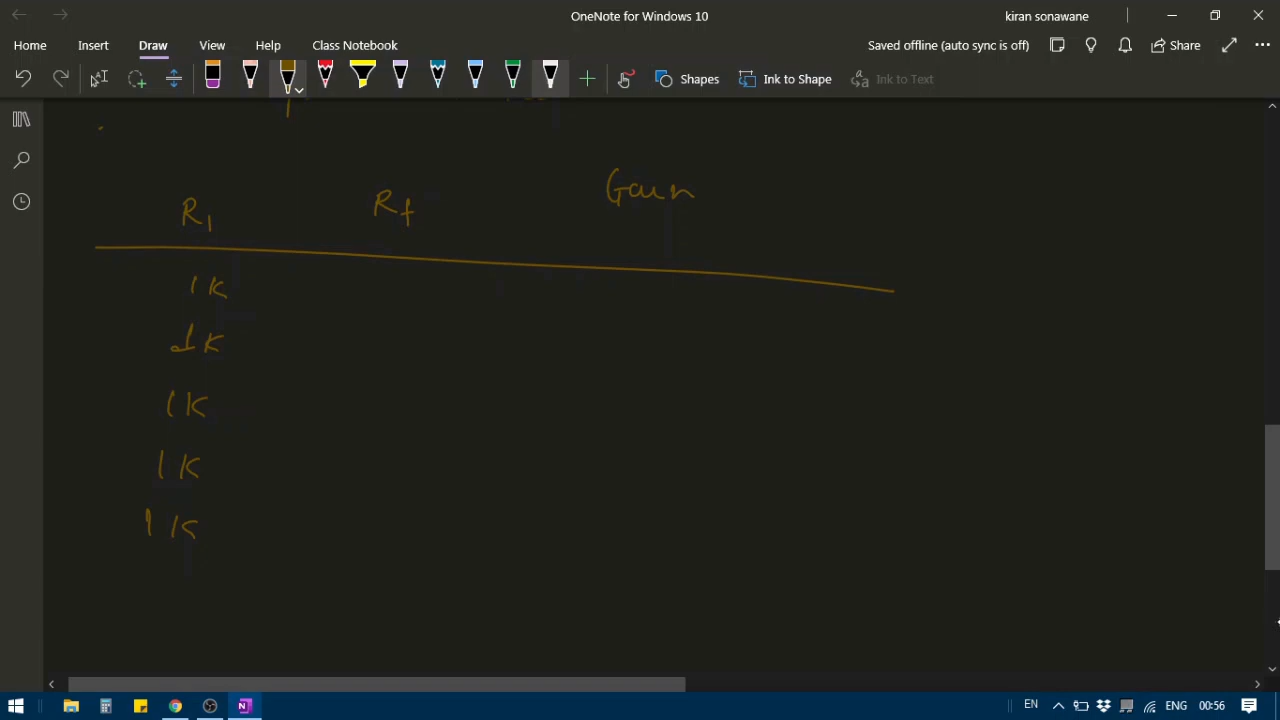 OneNote for Windows 10
kiran sonawane
Home Insert Draw View Help Class Notebook
Saved offline (auto sync is off) Share
Shapes Ink to Shape Ink to Text
R1 Rf Gain
1K
1K
1K
1K
1K
EN ENG 00:56